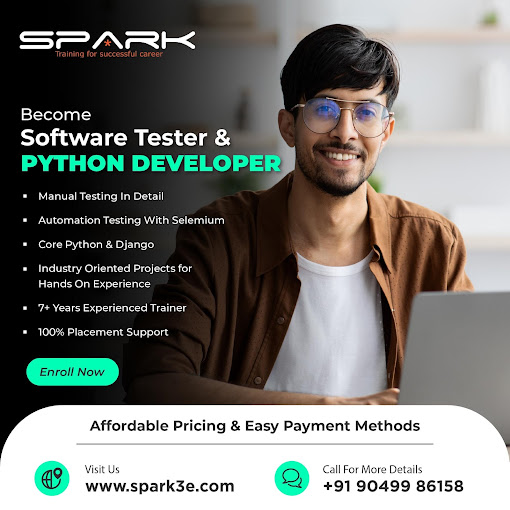 SPARK
Training for successful career
Become
Software Tester &
PYTHON DEVELOPER
Manual Testing In Detail
Automation Testing With Selemium
Core Python & Django
Industry Oriented Projects for
Hands On Experience
7+ Years Experienced Trainer
100% Placement Support
Enroll Now
Affordable Pricing & Easy Payment Methods
Visit Us
www.spark3e.com
Call For More Details
+91 90499 86158